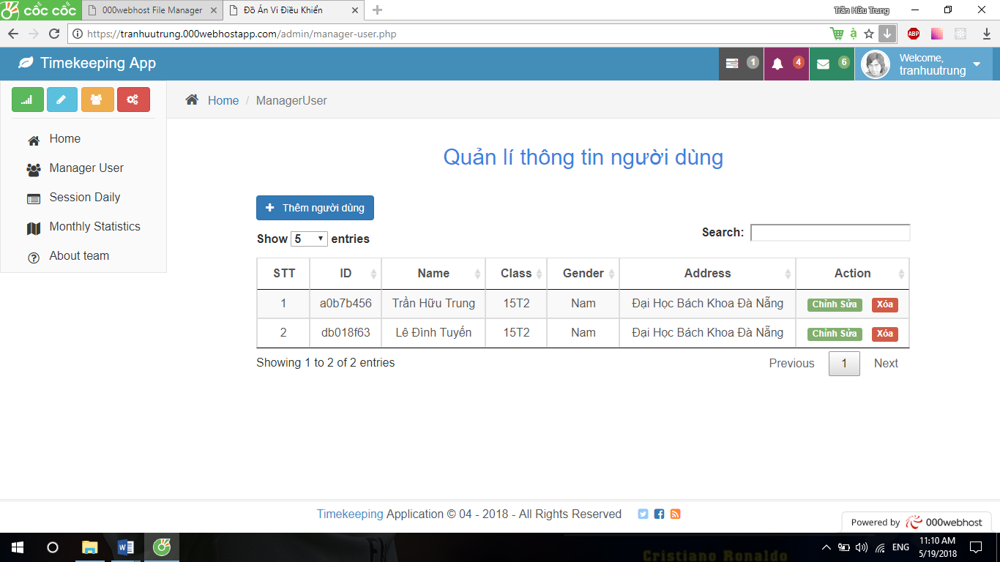 cốc cốc
000webhost File Manager
Đồ Án Vi Điều Khiển
Trần Hữu Trung
https://tranhuutrung.000webhostapp.com/admin/manager-user.php
ABP
Timekeeping App
1
4
6
Welcome,
tranhuutrung
Home / ManagerUser
Home
Manager User
Session Daily
Monthly Statistics
About team
Quản lí thông tin người dùng
Thêm người dùng
Show 5 entries
Search:
STT ID Name Class Gender Address Action
1 a0b7b456 Trần Hữu Trung 15T2 Nam Đại Học Bách Khoa Đà Nẵng Chỉnh Sửa Xóa
2 db018f63 Lê Đình Tuyến 15T2 Nam Đại Học Bách Khoa Đà Nẵng Chỉnh Sửa Xóa
Showing 1 to 2 of 2 entries
Previous 1 Next
Timekeeping Application © 04 - 2018 - All Rights Reserved
Powered by 000webhost
Cristiano Ronaldo
ENG
11:10 AM
5/19/2018